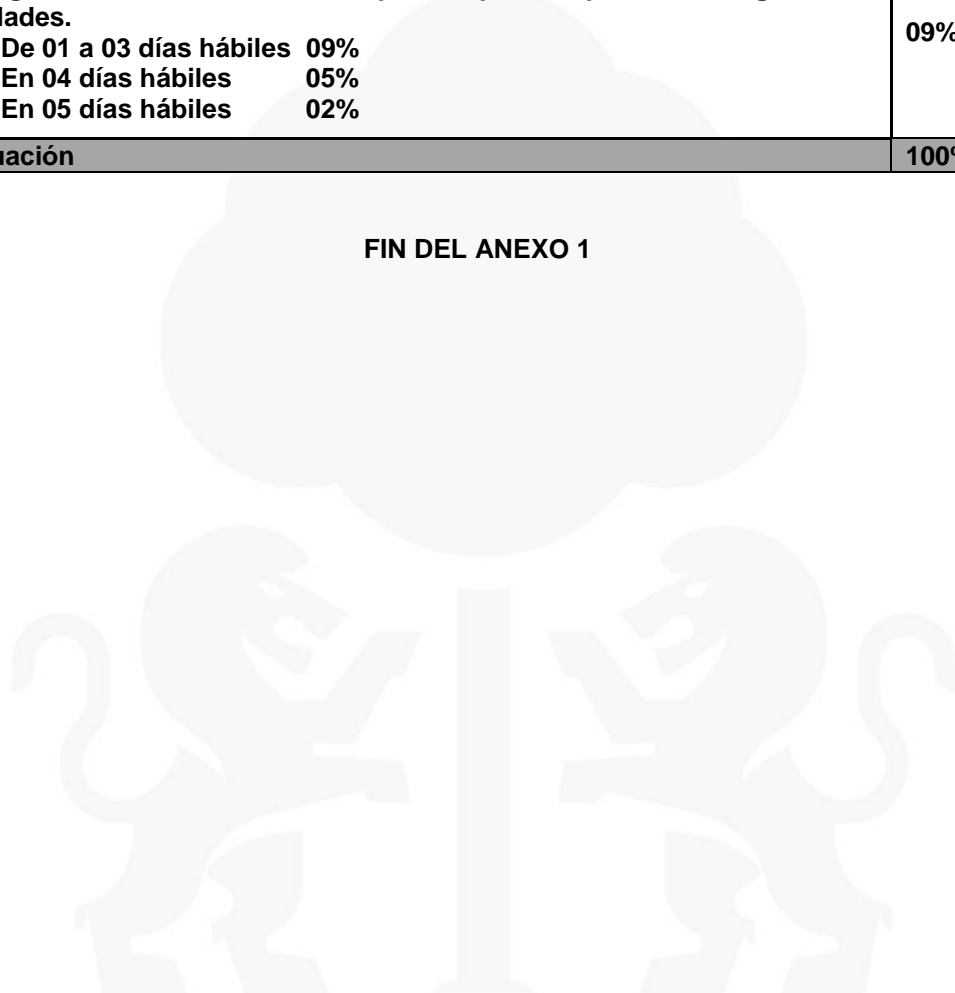 lades.
De 01 a 03 días hábiles 09%
09%
En 04 días hábiles 05%
En 05 días hábiles 02%
uación 100%
FIN DEL ANEXO 1